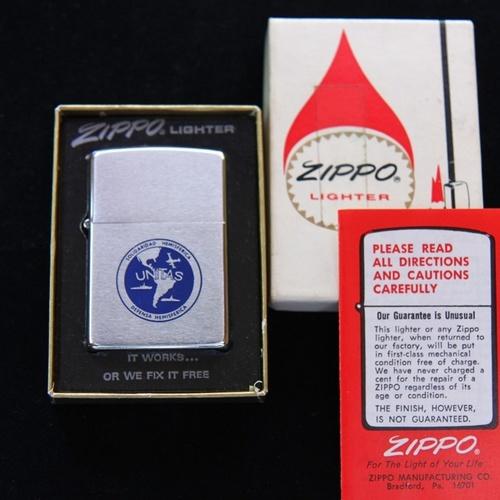 ZIPPO® LIGHTER
SOLIDARIDAD HEMISFERICA
UNITAS
DEFENSA HEMISFERICA
IT WORKS...
OR WE FIX IT FREE
ZIPPO®
LIGHTER
PLEASE READ
ALL DIRECTIONS
AND CAUTIONS
CAREFULLY
Our Guarantee is Unusual
This lighter or any Zippo
lighter, when returned to
our factory, will be put
in first-class mechanical
condition free of charge.
We have never charged a
cent for the repair of a
ZIPPO regardless of its
age or condition.
THE FINISH, HOWEVER,
IS NOT GUARANTEED.
ZIPPO®
For The Light of Your Life
ZIPPO MANUFACTURING CO.
Bradford, Pa. 16701